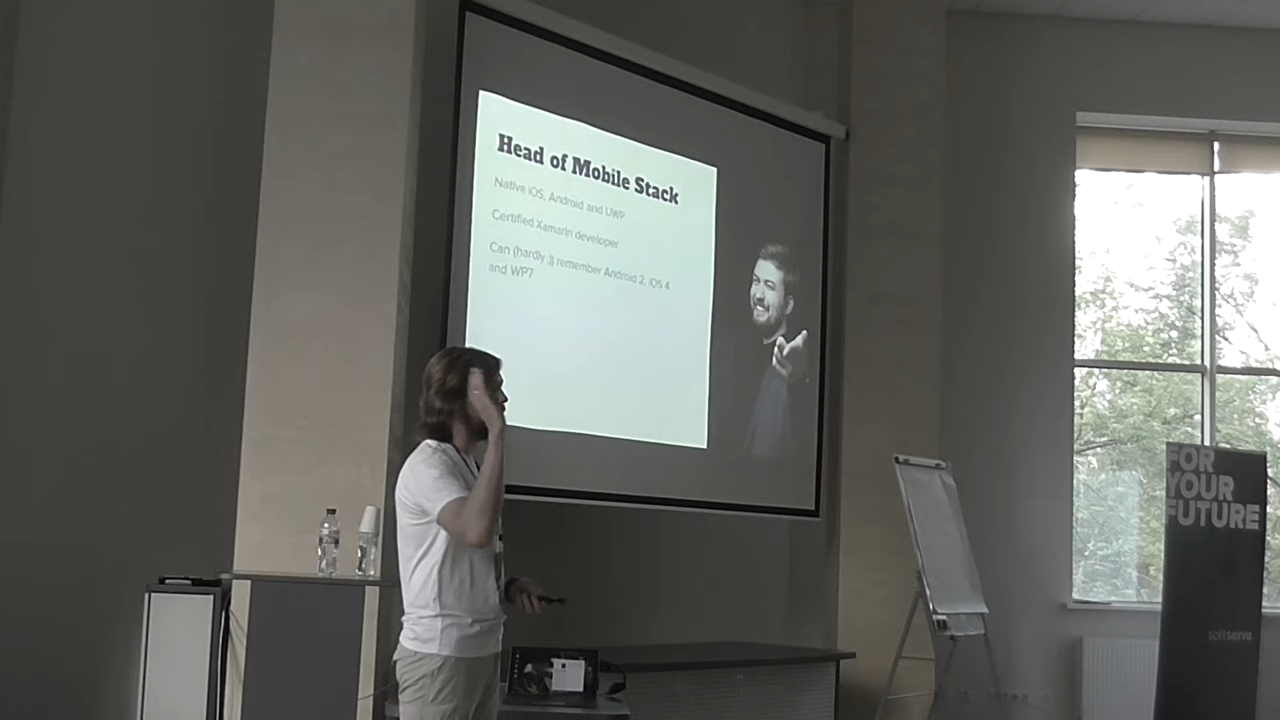 Head of Mobile Stack
Native iOS, Android and UWP
Certified Xamarin developer
Can (hardly ;)) remember Android 2, iOS 4
and WP7
FOR
YOUR
FUTURE
softserve